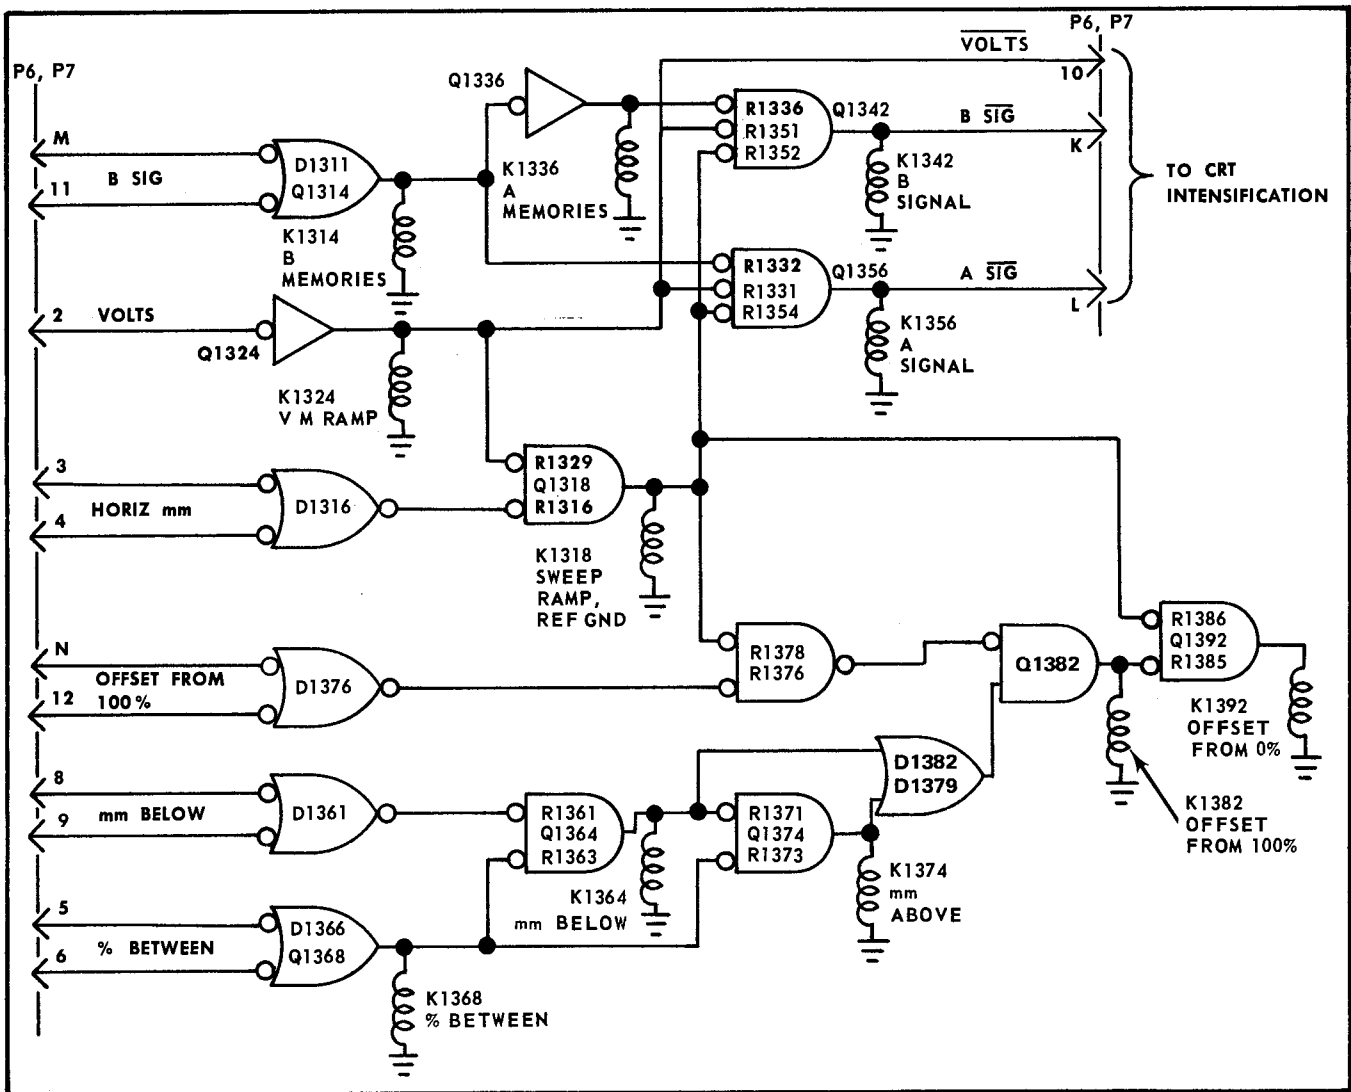 P6, P7
P6, P7
VOLTS
10
Q1336
R1336
R1351
R1352
Q1342
B SIG
K
M
B SIG
11
D1311
Q1314
K1336
A
MEMORIES
K1342
B
SIGNAL
TO CRT
INTENSIFICATION
K1314
B
MEMORIES
R1332
R1331
R1354
Q1356
A SIG
L
2
VOLTS
Q1324
K1356
A
SIGNAL
K1324
V M RAMP
3
HORIZ mm
4
D1316
R1329
Q1318
R1316
K1318
SWEEP
RAMP,
REF GND
R1386
Q1392
R1385
N
OFFSET FROM
12
100%
D1376
R1378
R1376
Q1382
K1392
OFFSET
FROM 0%
8
mm BELOW
9
D1361
R1361
Q1364
R1363
R1371
Q1374
R1373
D1382
D1379
K1382
OFFSET
FROM 100%
K1364
mm BELOW
K1374
mm
ABOVE
5
% BETWEEN
6
D1366
Q1368
K1368
% BETWEEN